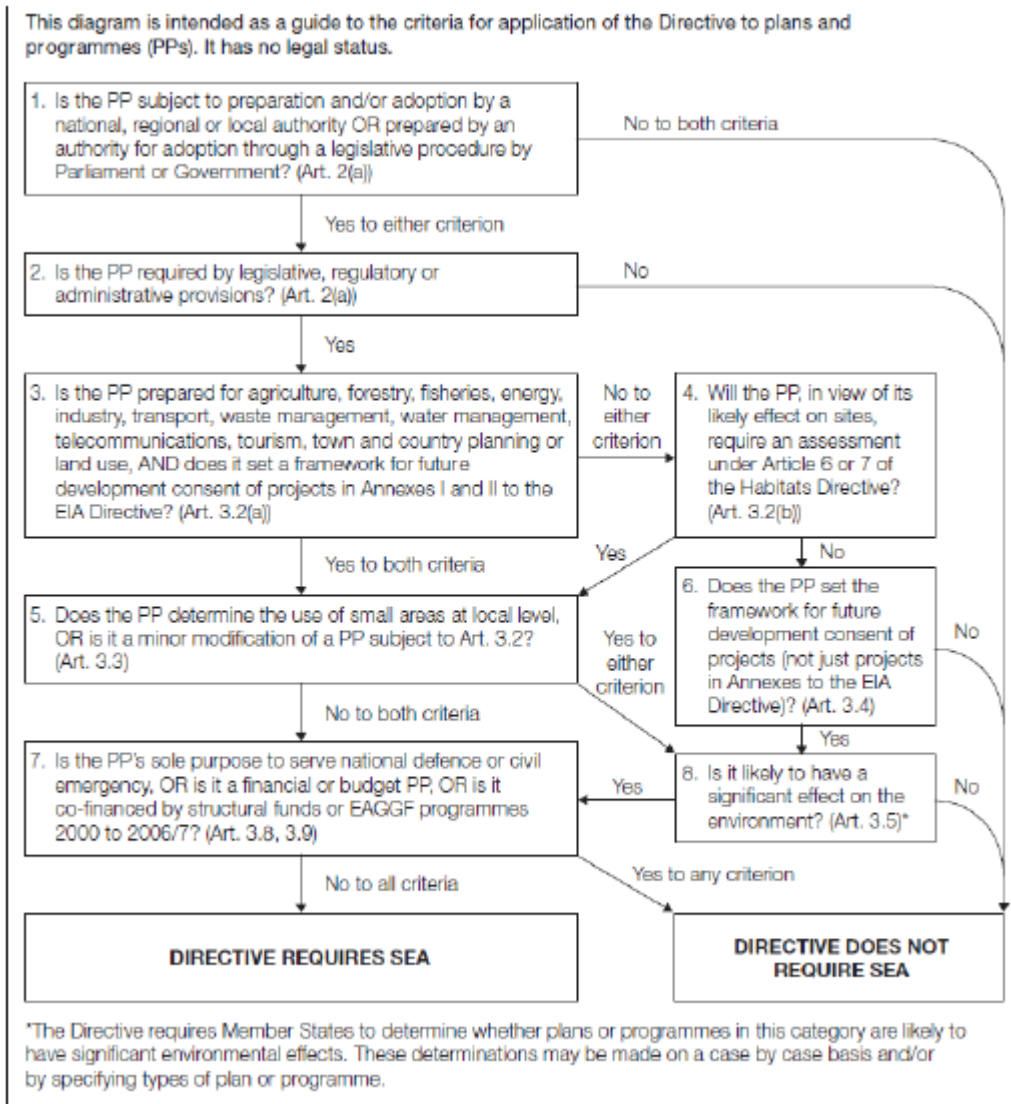 This diagram is intended as a guide to the criteria for application of the Directive to plans and
programmes (PPs). It has no legal status.
1. Is the PP subject to preparation and/or adoption by a
national, regional or local authority OR prepared by an
authority for adoption through a legislative procedure by
Parliament or Government? (Art. 2(a))
No to both criteria
Yes to either criterion
2. Is the PP required by legislative, regulatory or
administrative provisions? (Art. 2(a))
No
Yes
3. Is the PP prepared for agriculture, forestry, fisheries, energy,
industry, transport, waste management, water management,
telecommunications, tourism, town and country planning or
land use, AND does it set a framework for future
development consent of projects in Annexes I and II to the
EIA Directive? (Art. 3.2(a))
No to
either
criterion
4. Will the PP, in view of its
likely effect on sites,
require an assessment
under Article 6 or 7 of
the Habitats Directive?
(Art. 3.2(b))
Yes to both criteria
Yes
No
5. Does the PP determine the use of small areas at local level,
OR is it a minor modification of a PP subject to Art. 3.2?
(Art. 3.3)
Yes to
either
criterion
6. Does the PP set the
framework for future
development consent of
projects (not just projects
in Annexes to the EIA
Directive)? (Art. 3.4)
No
No to both criteria
Yes
7. Is the PP's sole purpose to serve national defence or civil
emergency, OR is it a financial or budget PP, OR is it
co-financed by structural funds or EAGGF programmes
2000 to 2006/7? (Art. 3.8, 3.9)
Yes
8. Is it likely to have a
significant effect on the
environment? (Art. 3.5)*
No
No to all criteria
Yes to any criterion
DIRECTIVE REQUIRES SEA
DIRECTIVE DOES NOT
REQUIRE SEA
*The Directive requires Member States to determine whether plans or programmes in this category are likely to
have significant environmental effects. These determinations may be made on a case by case basis and/or
by specifying types of plan or programme.